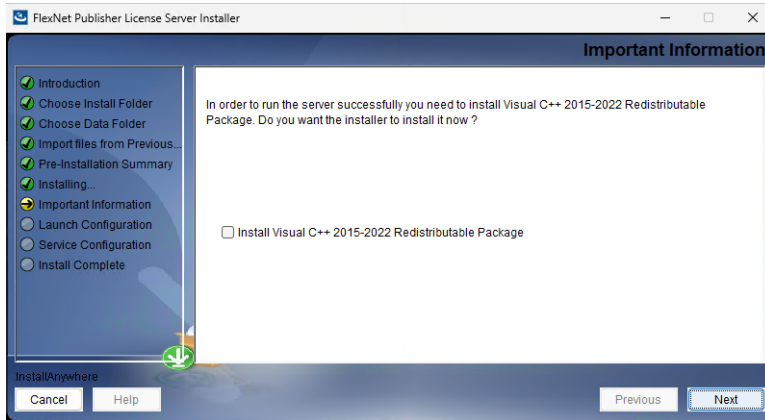 FlexNet Publisher License Server Installer
Important Information
Introduction
Choose Install Folder
Choose Data Folder
Import files from Previous...
Pre-Installation Summary
Installing...
Important Information
Launch Configuration
Service Configuration
Install Complete
In order to run the server successfully you need to install Visual C++ 2015-2022 Redistributable
Package. Do you want the installer to install it now ?
Install Visual C++ 2015-2022 Redistributable Package
InstallAnywhere
Cancel
Help
Previous
Next